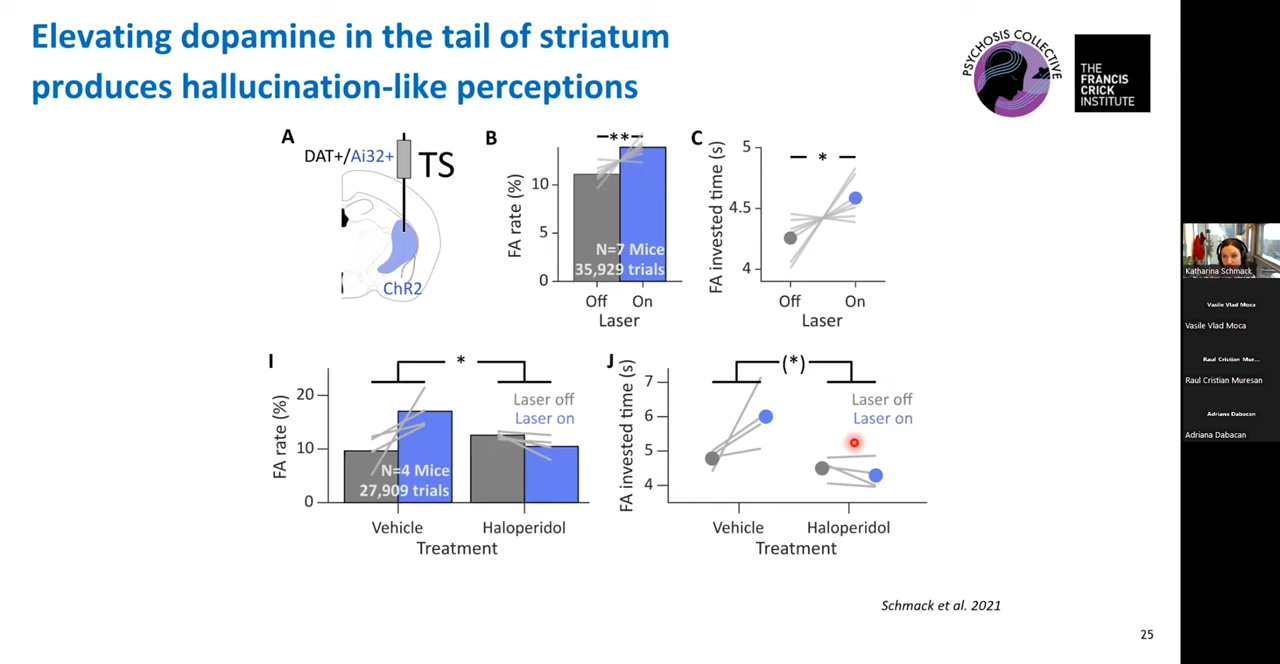 Elevating dopamine in the tail of striatum
produces hallucination-like perceptions
PSYCHOSIS COLLECTIVE
THE
FRANCIS
CRICK
INSTITUTE
A
DAT+/Ai32+
TS
ChR2
B
**
FA rate (%)
10
5
0
N=7 Mice
35,929 trials
Off On
Laser
C
*
FA invested time (s)
5
4.5
4
Off On
Laser
I
*
FA rate (%)
20
10
0
Laser off
Laser on
N=4 Mice
27,909 trials
Vehicle Haloperidol
Treatment
J
(*)
FA invested time (s)
7
6
5
4
Laser off
Laser on
Vehicle Haloperidol
Treatment
Schmack et al. 2021
25
Katharina Schmack
Vasile Vlad Moca
Vasile Vlad Moca
Raul Cristian Mur...
Raul Cristian Muresan
Adriana Dabacan
Adriana Dabacan